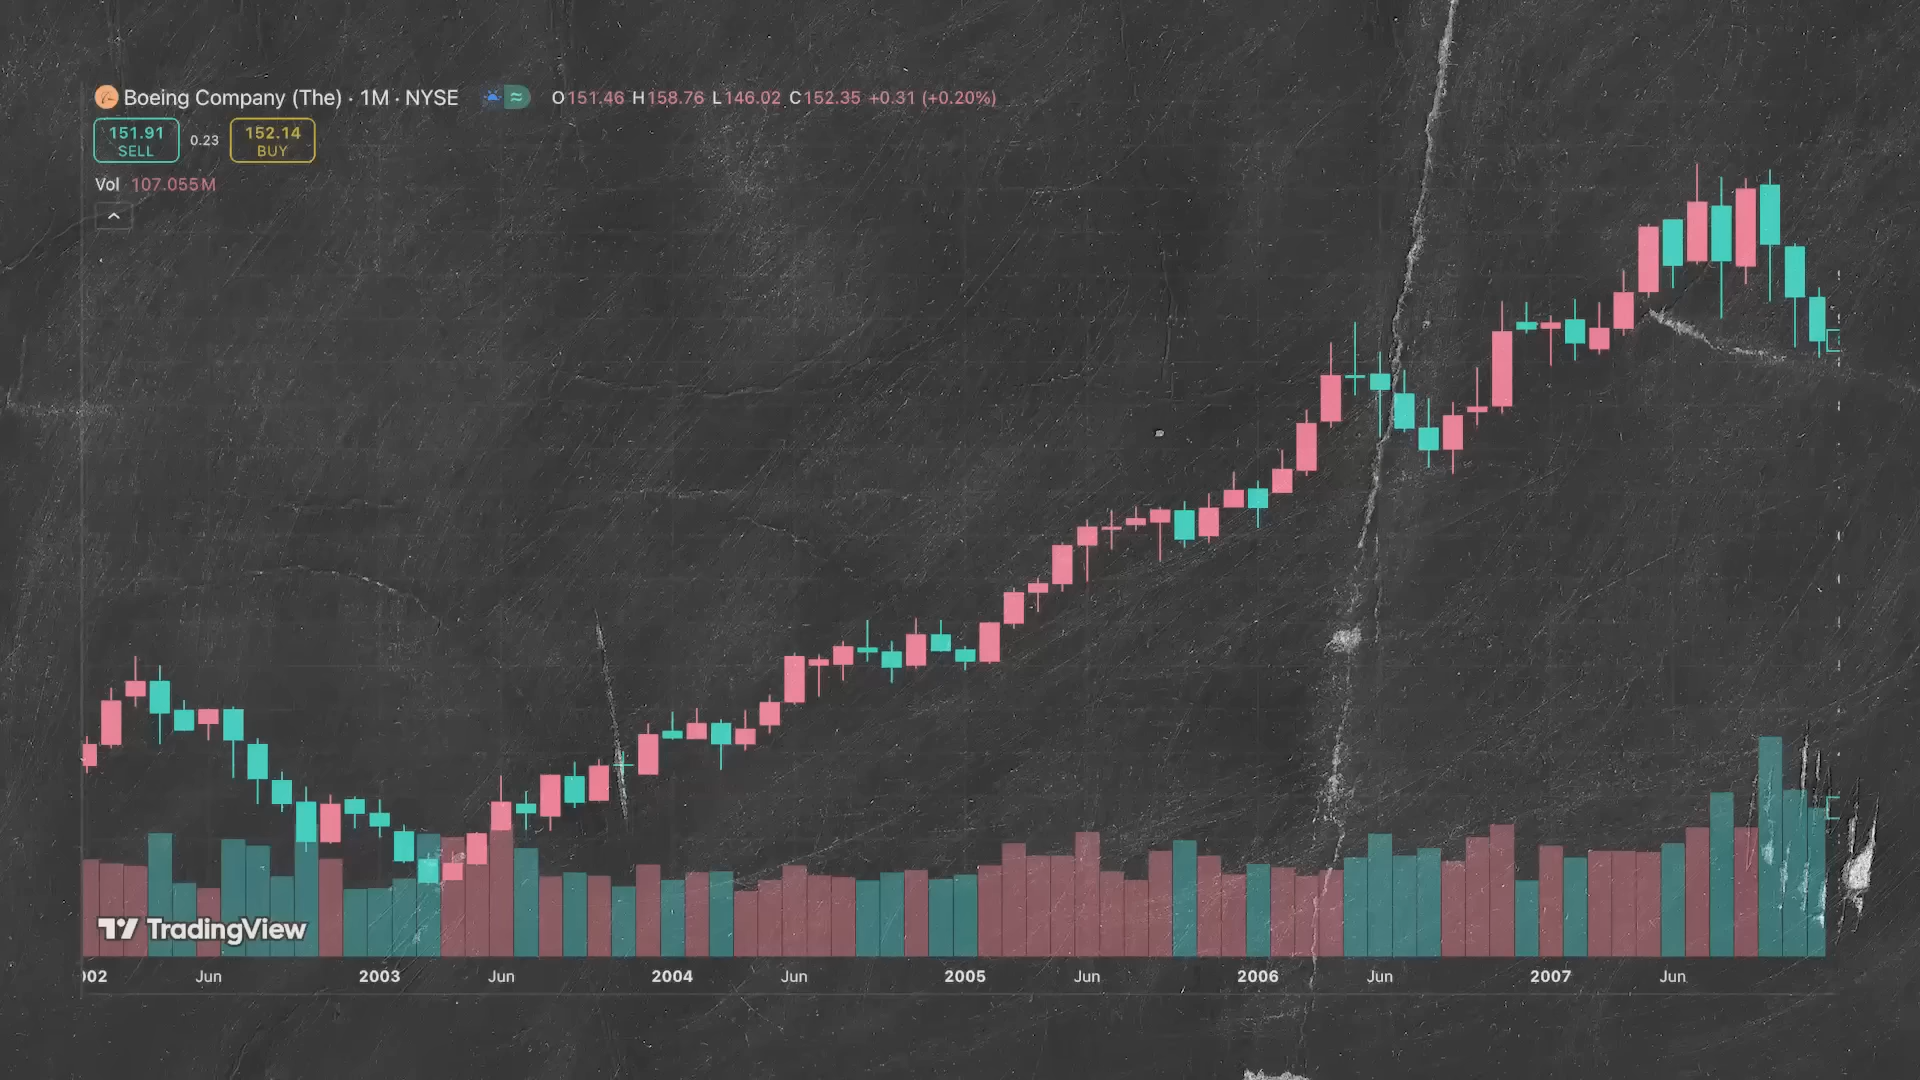 Boeing Company (The) · 1M · NYSE O151.46 H158.76 L146.02 C152.35 +0.31 (+0.20%)
151.91 0.23 152.14
SELL BUY
Vol 107.055M
TradingView
002 Jun 2003 Jun 2004 Jun 2005 Jun 2006 Jun 2007 Jun